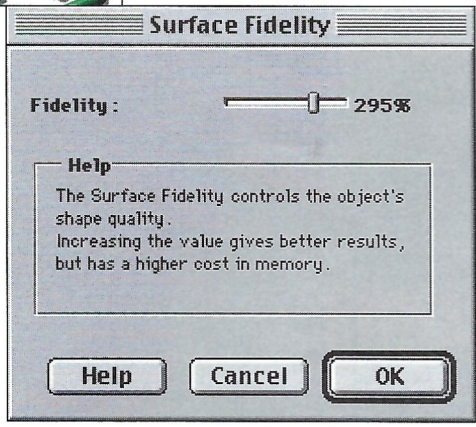 Surface Fidelity
Fidelity : 295%
Help
The Surface Fidelity controls the object's
shape quality.
Increasing the value gives better results,
but has a higher cost in memory.
Help Cancel OK